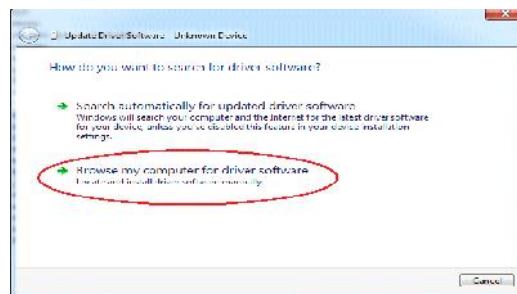 Update Driver Software - Unknown Device
How do you want to search for driver software?
Search automatically for updated driver software
Windows will search your computer and the Internet for the latest driver software
for your device, unless you've disabled this feature in your device installation
settings.
Browse my computer for driver software
Locate and install driver software manually.
Cancel